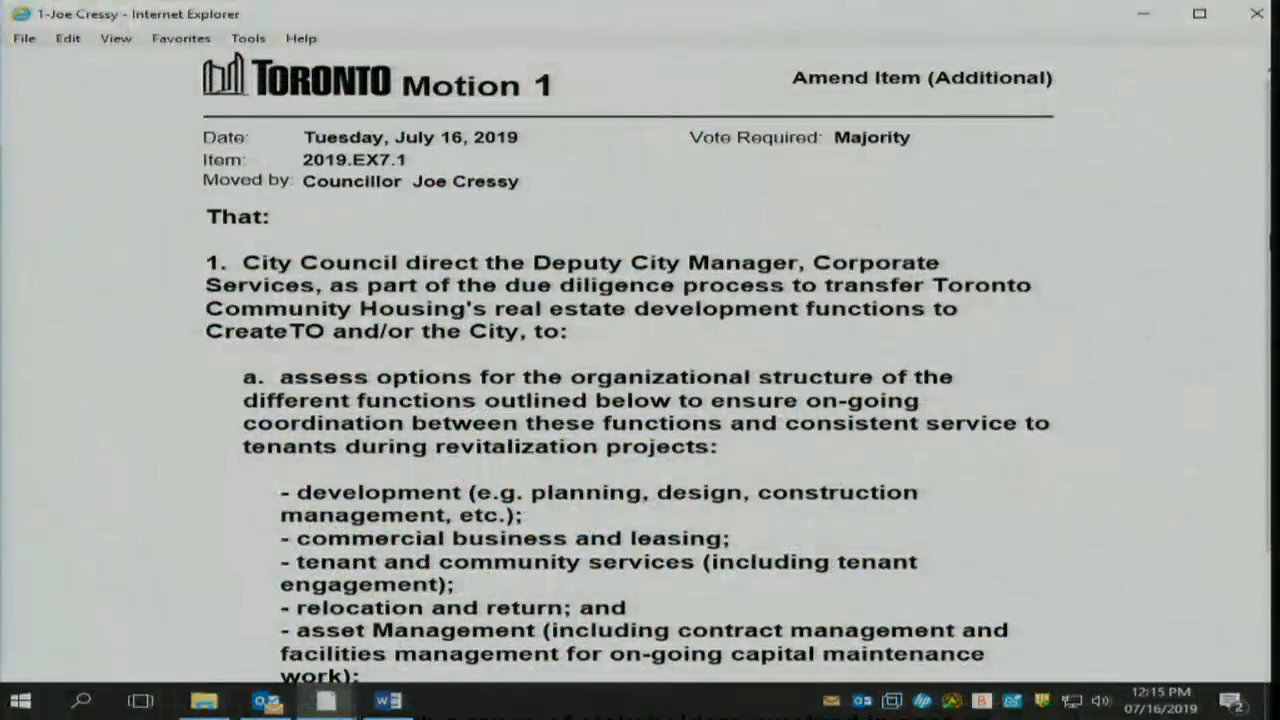 1-Joe Cressy - Internet Explorer
File Edit View Favorites Tools Help
TORONTO Motion 1
Amend Item (Additional)
Date: Tuesday, July 16, 2019
Vote Required: Majority
Item: 2019.EX7.1
Moved by: Councillor Joe Cressy
That:
1. City Council direct the Deputy City Manager, Corporate
Services, as part of the due diligence process to transfer Toronto
Community Housing's real estate development functions to
CreateTO and/or the City, to:
a. assess options for the organizational structure of the
different functions outlined below to ensure on-going
coordination between these functions and consistent service to
tenants during revitalization projects:
- development (e.g. planning, design, construction
management, etc.);
- commercial business and leasing;
- tenant and community services (including tenant
engagement);
- relocation and return; and
- asset Management (including contract management and
facilities management for on-going capital maintenance
work);
12:15 PM
07/16/2019
2